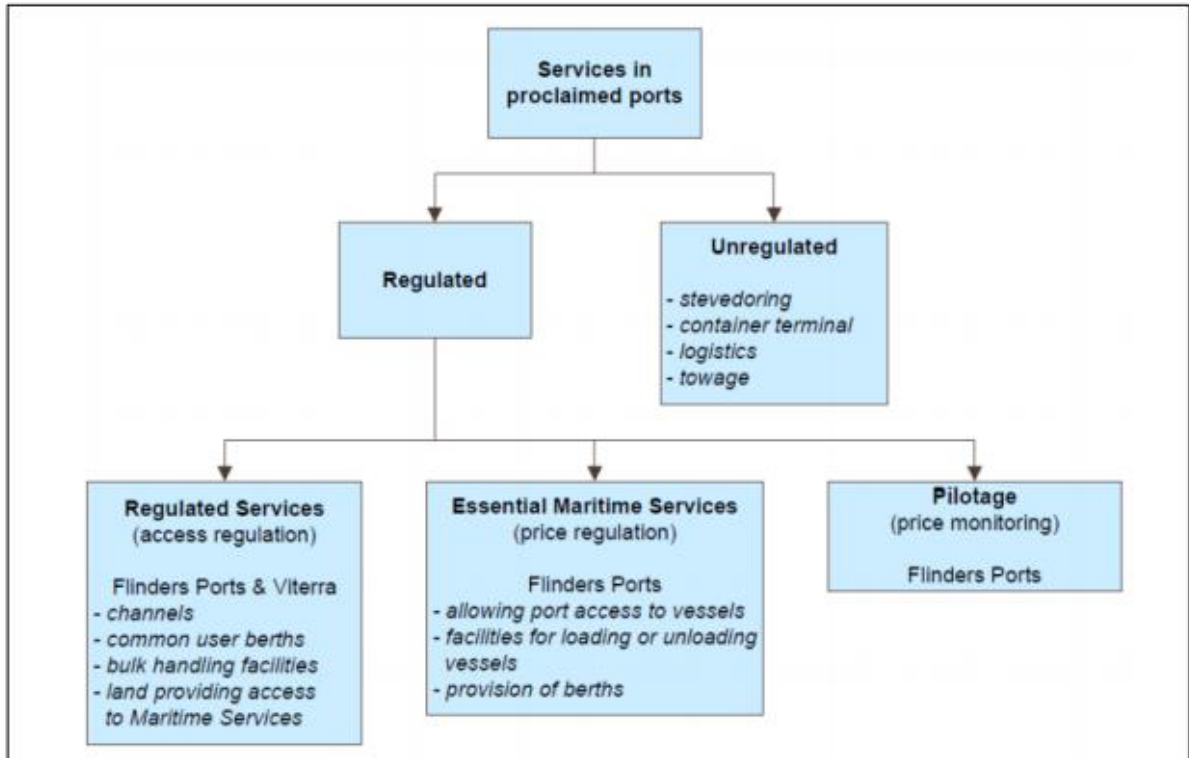 Services in
proclaimed ports
Regulated
Unregulated
- stevedoring
- container terminal
- logistics
- towage
Regulated Services
(access regulation)
Flinders Ports & Viterra
- channels
- common user berths
- bulk handling facilities
- land providing access
to Maritime Services
Essential Maritime Services
(price regulation)
Flinders Ports
- allowing port access to vessels
- facilities for loading or unloading
vessels
- provision of berths
Pilotage
(price monitoring)
Flinders Ports